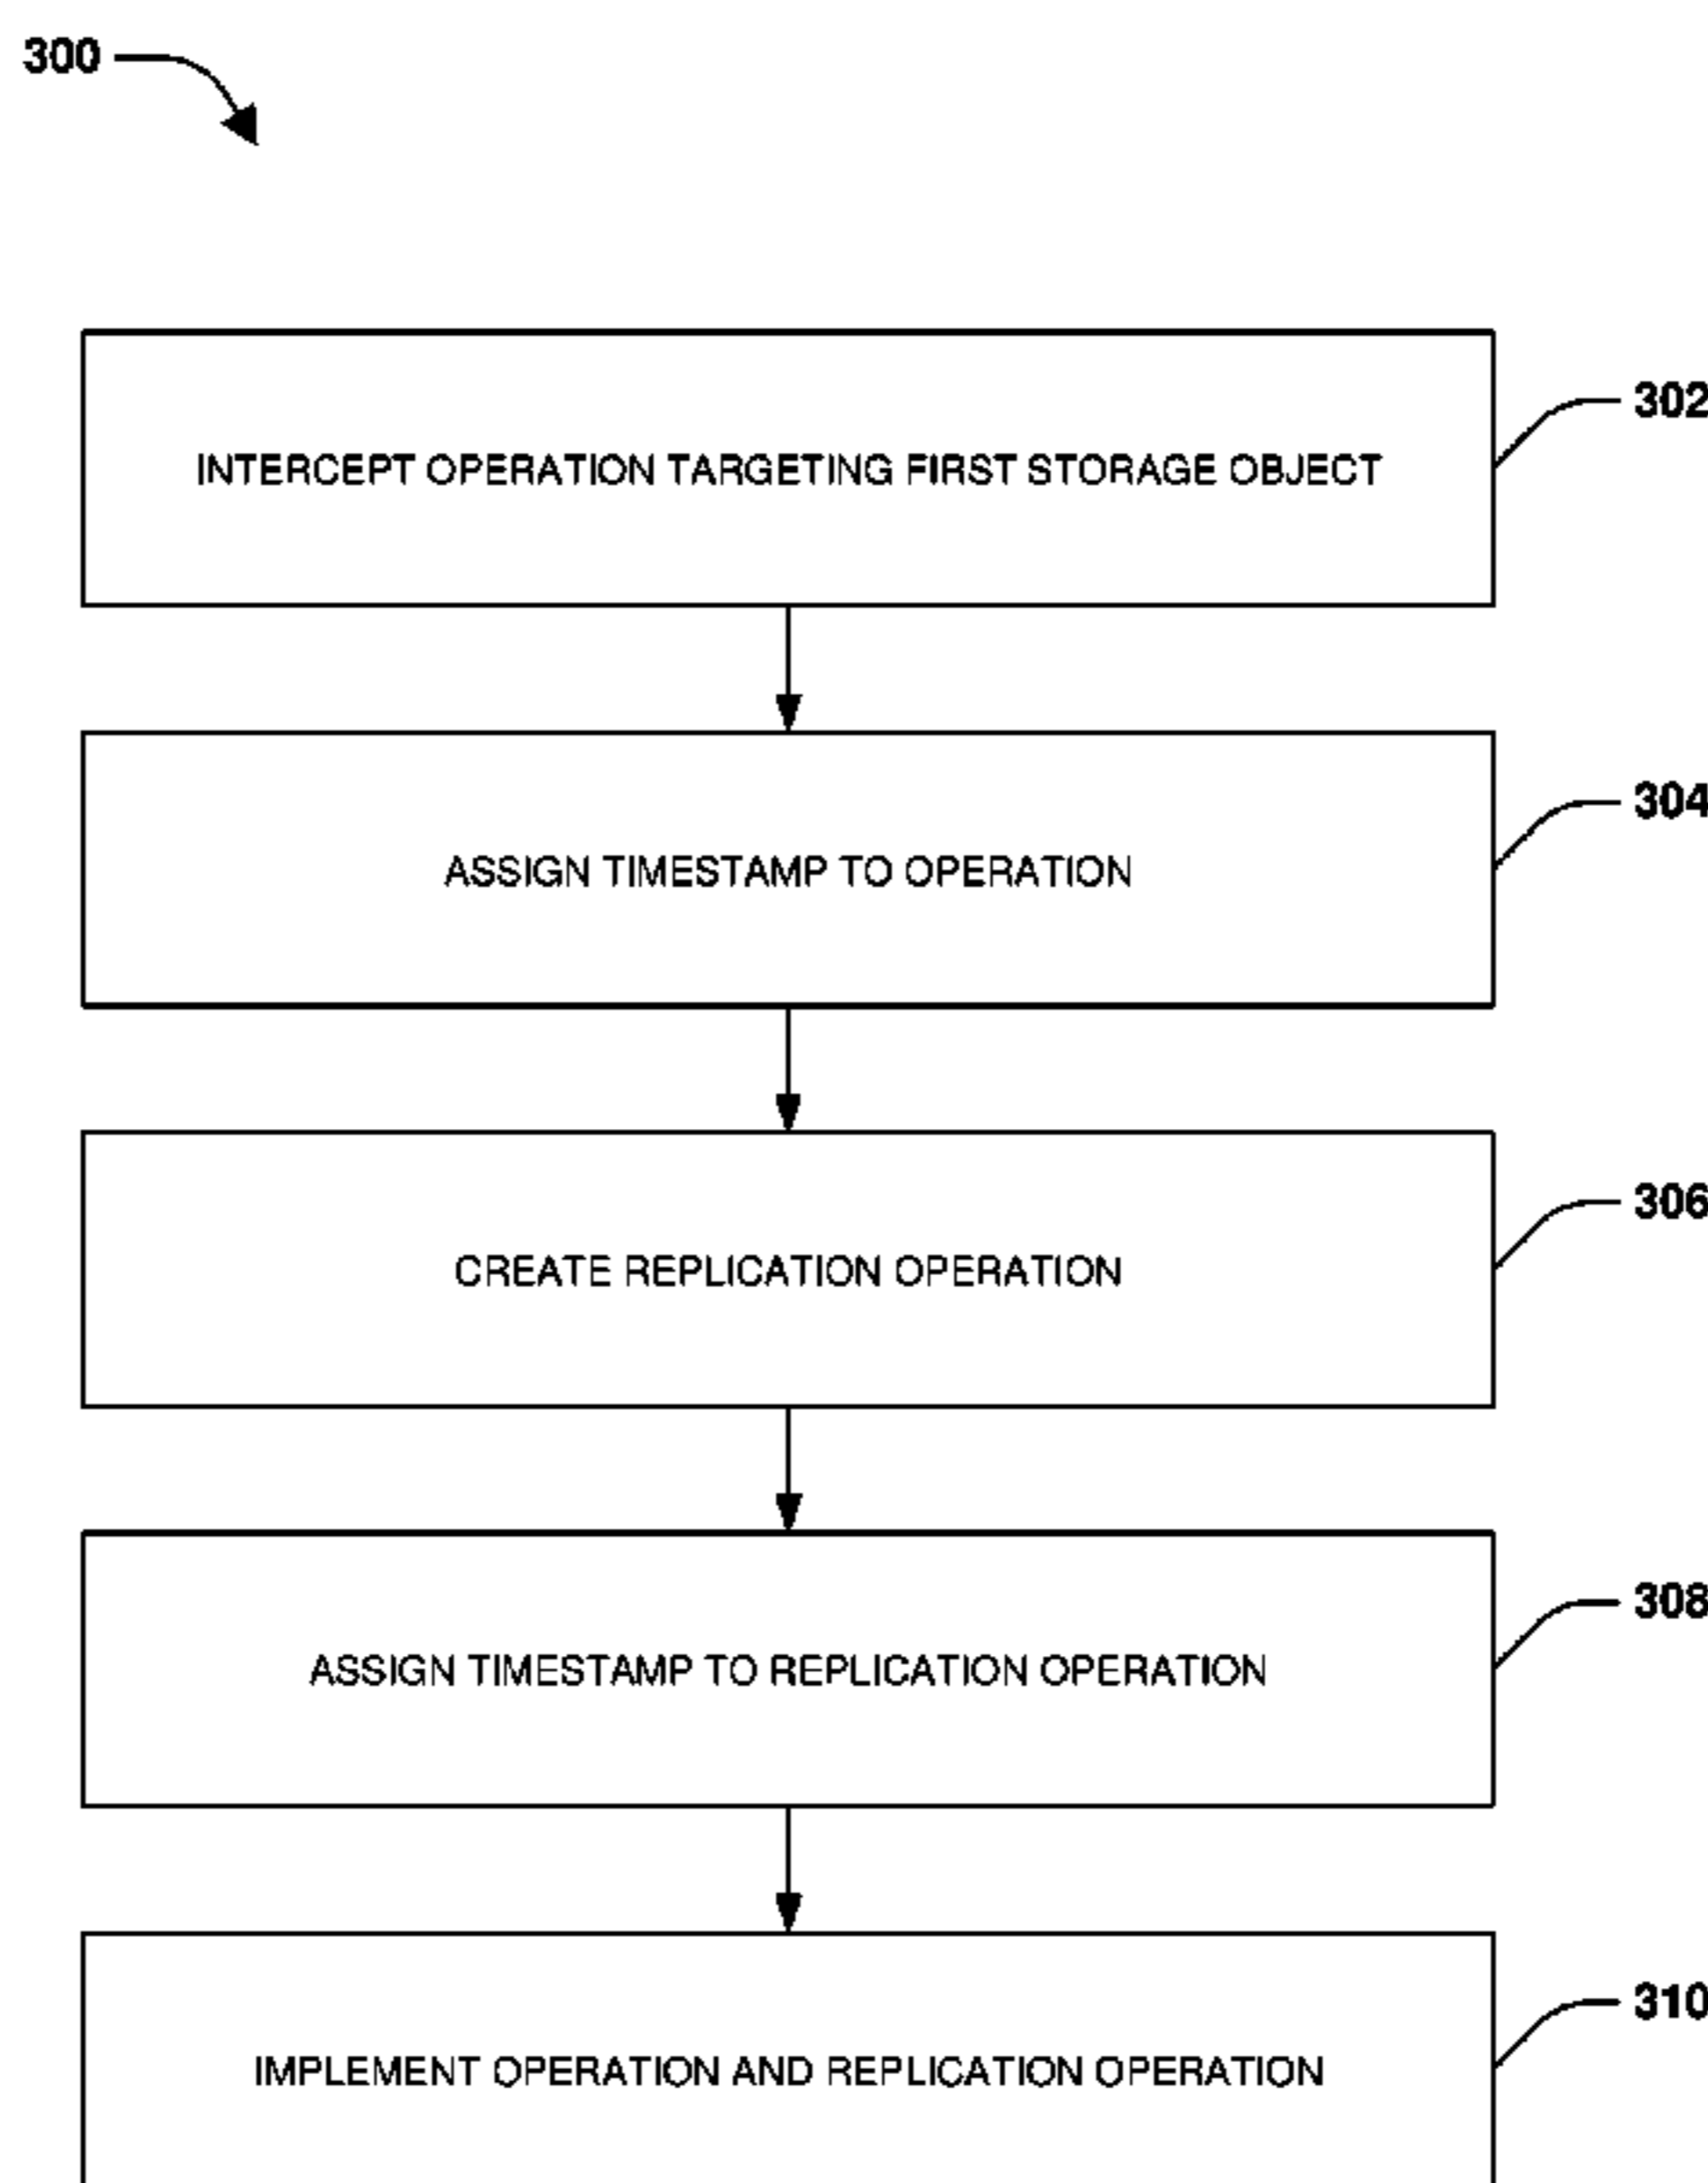 300
302
INTERCEPT OPERATION TARGETING FIRST STORAGE OBJECT
304
ASSIGN TIMESTAMP TO OPERATION
306
CREATE REPLICATION OPERATION
308
ASSIGN TIMESTAMP TO REPLICATION OPERATION
310
IMPLEMENT OPERATION AND REPLICATION OPERATION